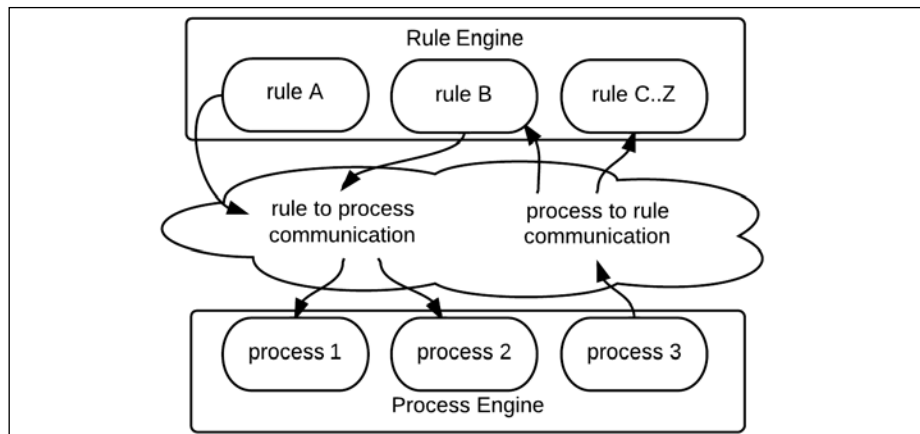 Rule Engine
rule A
rule B
rule C..Z
rule to process
communication
process to rule
communication
process 1
process 2
process 3
Process Engine